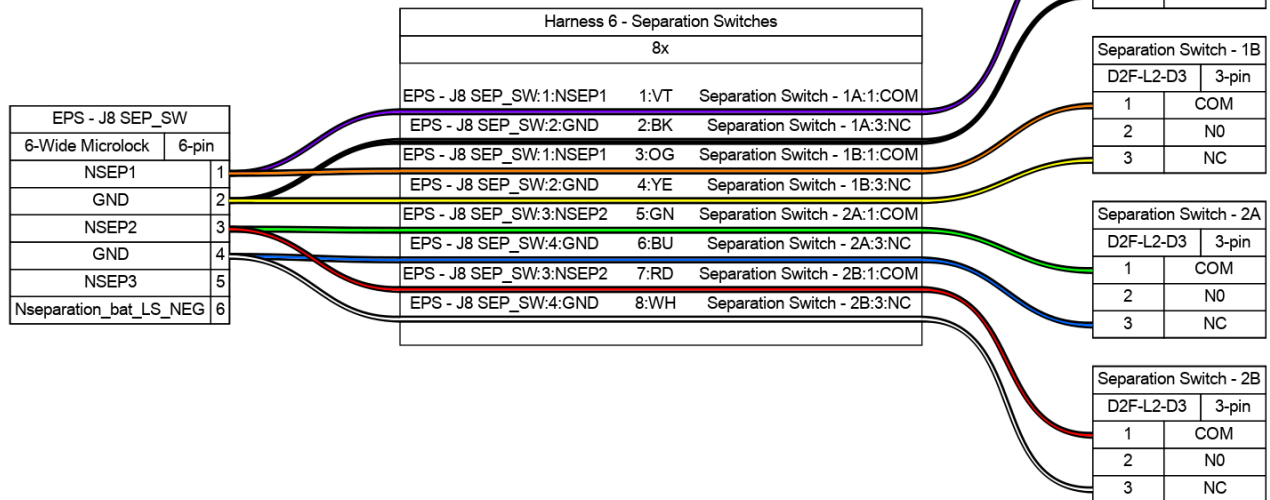 Harness 6 - Separation Switches
8x
EPS - J8 SEP_SW:1:NSEP1 1:VT Separation Switch - 1A:1:COM
EPS - J8 SEP_SW:2:GND 2:BK Separation Switch - 1A:3:NC
EPS - J8 SEP_SW:1:NSEP1 3:OG Separation Switch - 1B:1:COM
EPS - J8 SEP_SW:2:GND 4:YE Separation Switch - 1B:3:NC
EPS - J8 SEP_SW:3:NSEP2 5:GN Separation Switch - 2A:1:COM
EPS - J8 SEP_SW:4:GND 6:BU Separation Switch - 2A:3:NC
EPS - J8 SEP_SW:3:NSEP2 7:RD Separation Switch - 2B:1:COM
EPS - J8 SEP_SW:4:GND 8:WH Separation Switch - 2B:3:NC
EPS - J8 SEP_SW
6-Wide Microlock 6-pin
NSEP1 1
GND 2
NSEP2 3
GND 4
NSEP3 5
Nseparation_bat_LS_NEG 6
Separation Switch - 1B
D2F-L2-D3 3-pin
1 COM
2 N0
3 NC
Separation Switch - 2A
D2F-L2-D3 3-pin
1 COM
2 N0
3 NC
Separation Switch - 2B
D2F-L2-D3 3-pin
1 COM
2 N0
3 NC